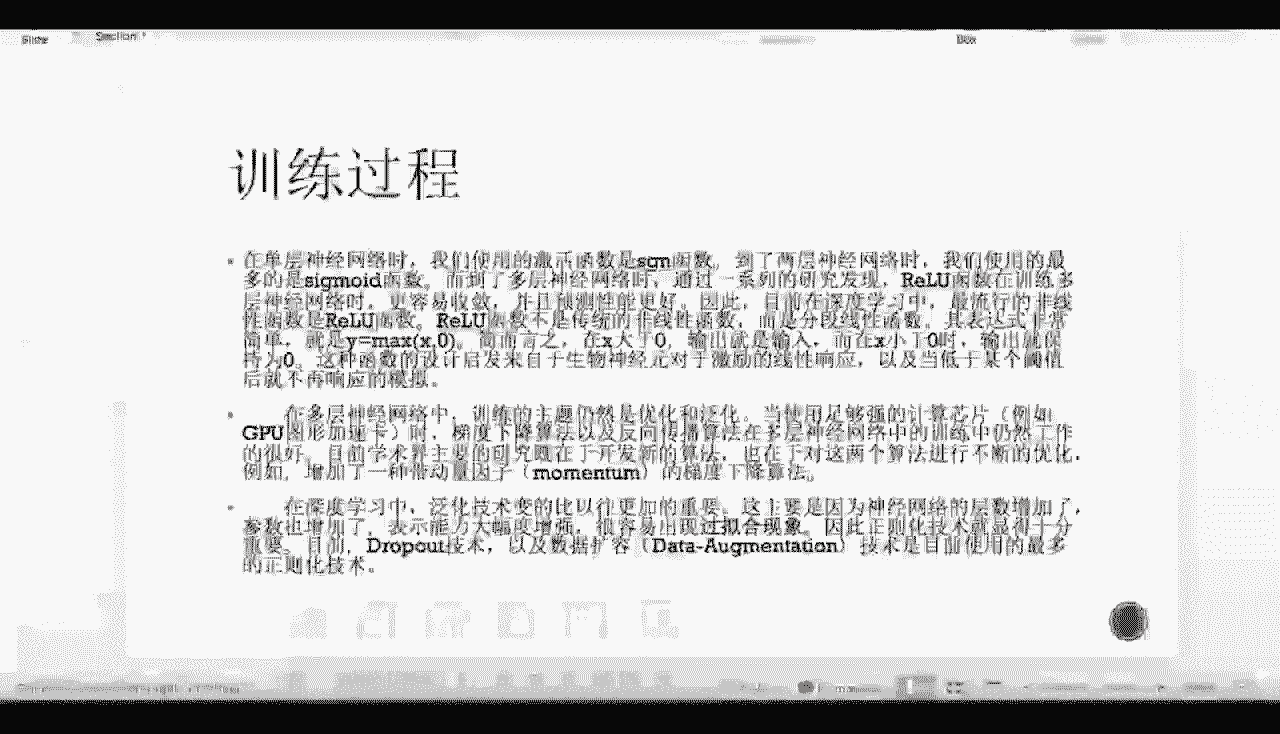 Slide
Section
Box
训练过程
在单层神经网络时，我们使用的激活函数是sgn函数。到了两层神经网络时，我们使用的最
多的是sigmoid函数。而到了多层神经网络时，通过一系列的研究发现，ReLU函数在训练多
层神经网络时，更容易收敛，并且预测性能更好。因此，目前在深度学习中，最流行的非线
性函数是ReLU函数。ReLU函数不是传统的非线性函数，而是分段线性函数。其表达式非常
简单，就是y=max(x,0)。简而言之，在x大于0，输出就是输入，而在x小于0时，输出就保
持为0。这种函数的设计启发来自于生物神经元对于激励的线性响应，以及当低于某个阈值
后就不再响应的模拟。
在多层神经网络中，训练的主题仍然是优化和泛化。当使用足够强的计算芯片（例如
GPU图形加速卡）时，梯度下降算法以及反向传播算法在多层神经网络中的训练中仍然工作
的很好。目前学术界主要的研究既在于开发新的算法，也在于对这两个算法进行不断的优化，
例如，增加了一种带动量因子（momentum）的梯度下降算法。
在深度学习中，泛化技术变的比以往更加的重要。这主要是因为神经网络的层数增加了，
参数也增加了，表示能力大幅度增强，很容易出现过拟合现象。因此正则化技术就显得十分
重要。目前，Dropout技术，以及数据扩容（Data-Augmentation）技术是目前使用的最多
的正则化技术。